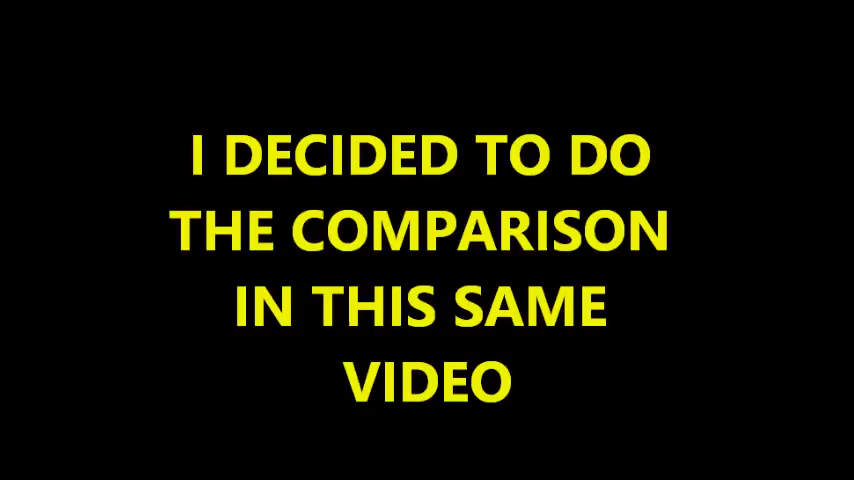 I DECIDED TO DO
THE COMPARISON
IN THIS SAME
VIDEO